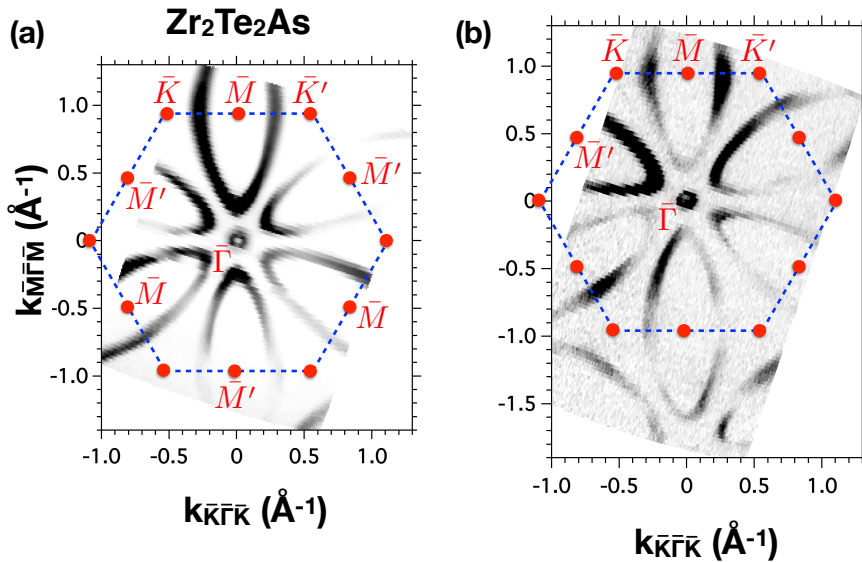 (a) Zr₂Te₂As
K̄ M̄ K̄′
M̄′ M̄′
Γ̄
M̄ M̄
M̄′
1.0
0.5
0
-0.5
-1.0
k_M̄Γ̄M̄ (Å⁻¹)
-1.0 -0.5 0 0.5 1.0
k_K̄Γ̄K̄ (Å⁻¹)
(b)
K̄ M̄ K̄′
M̄′
Γ̄
1.0
0.5
0
-0.5
-1.0
-1.5
-1.0 -0.5 0 0.5 1.0
k_K̄Γ̄K̄ (Å⁻¹)